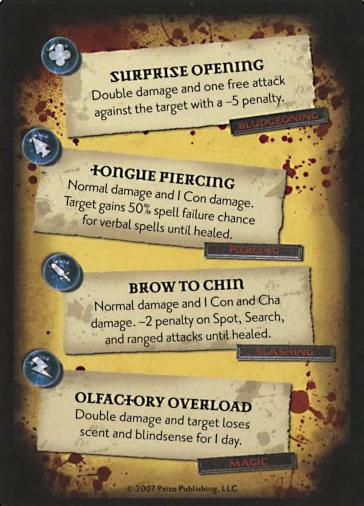 SURPRISE OPENING
Double damage and one free attack
against the target with a –5 penalty.
BLUDGEONING
TONGUE PIERCING
Normal damage and 1 Con damage.
Target gains 50% spell failure chance
for verbal spells until healed.
PIERCING
BROW TO CHIN
Normal damage and 1 Con and Cha
damage. –2 penalty on Spot, Search,
and ranged attacks until healed.
SLASHING
OLFACTORY OVERLOAD
Double damage and target loses
scent and blindsense for 1 day.
MAGIC
© 2007 Paizo Publishing, LLC